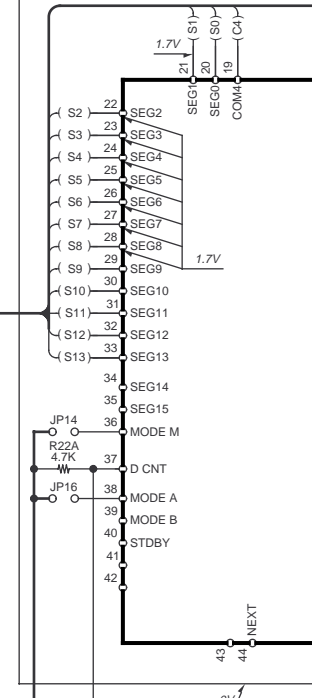 S1
S0
C4
1.7V
21
20
19
SEG1
SEG0
COM4
S2 22 SEG2
S3 23 SEG3
S4 24 SEG4
S5 25 SEG5
S6 26 SEG6
S7 27 SEG7
S8 28 SEG8
S9 29 SEG9
1.7V
S10 30 SEG10
S11 31 SEG11
S12 32 SEG12
S13 33 SEG13
34 SEG14
35 SEG15
JP14 36 MODE M
R22A
4.7K
37 D CNT
JP16 38 MODE A
39 MODE B
40 STDBY
41
42
NEXT
43
44